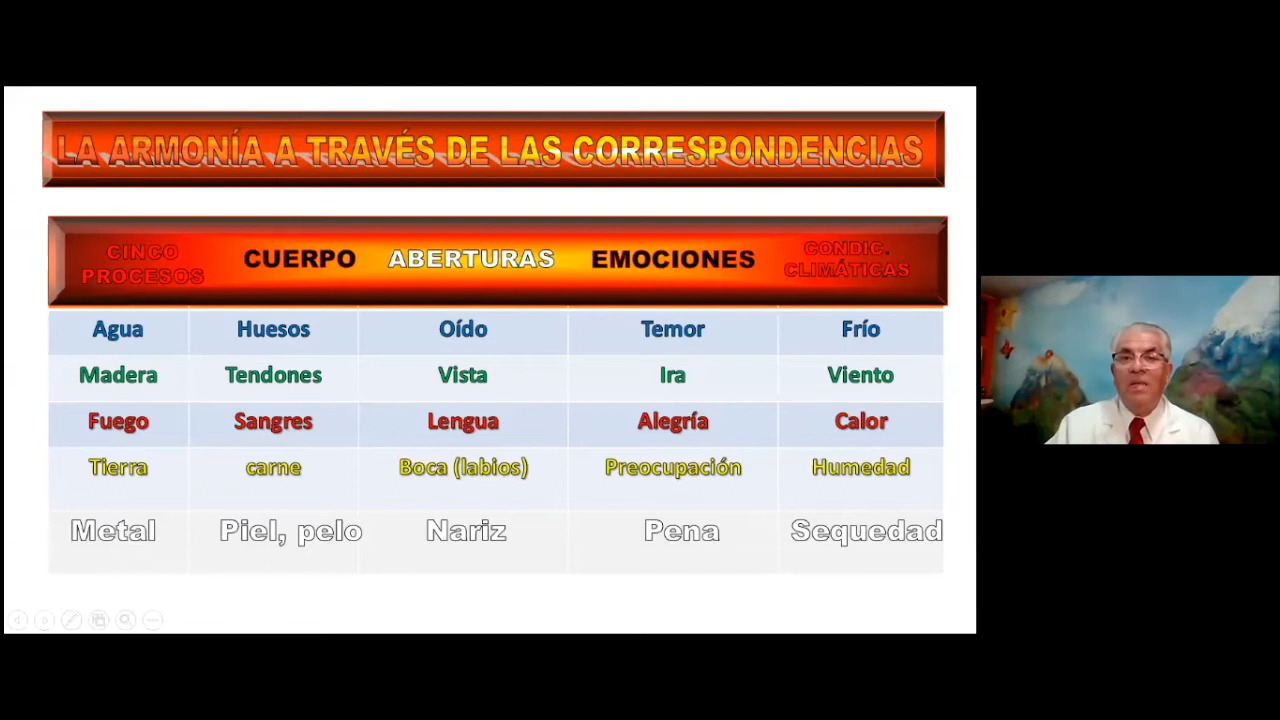 LA ARMONÍA A TRAVÉS DE LAS CORRESPONDENCIAS
CINCO PROCESOS CUERPO ABERTURAS EMOCIONES CONDIC. CLIMÁTICAS
Agua Huesos Oído Temor Frío
Madera Tendones Vista Ira Viento
Fuego Sangres Lengua Alegría Calor
Tierra carne Boca (labios) Preocupación Humedad
Metal Piel, pelo Nariz Pena Sequedad